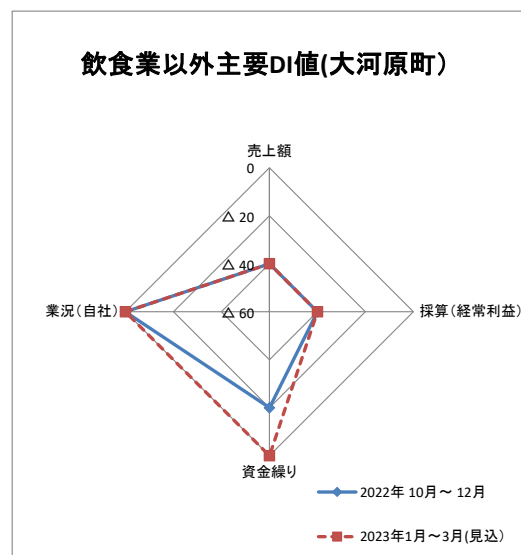 飲食業以外主要DI値(大河原町）
売上額
0
△ 20
△ 40
△ 60
業況（自社）
採算（経常利益）
資金繰り
2022年 10月～ 12月
2023年1月～3月(見込）